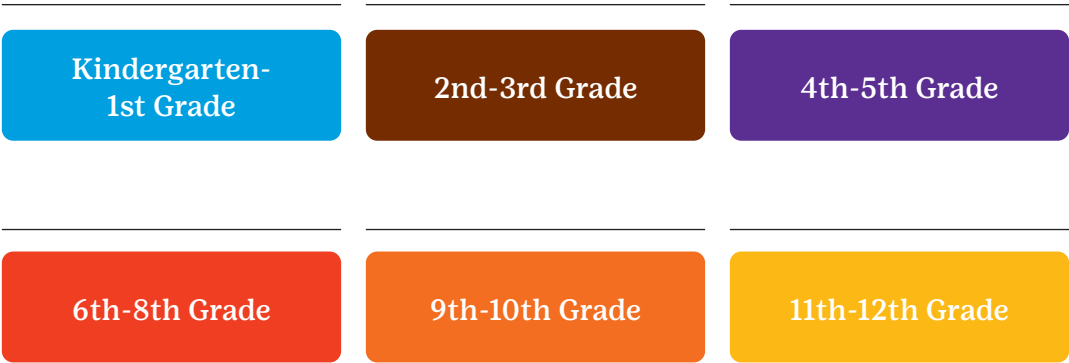 Kindergarten-
1st Grade
2nd-3rd Grade
4th-5th Grade
6th-8th Grade
9th-10th Grade
11th-12th Grade